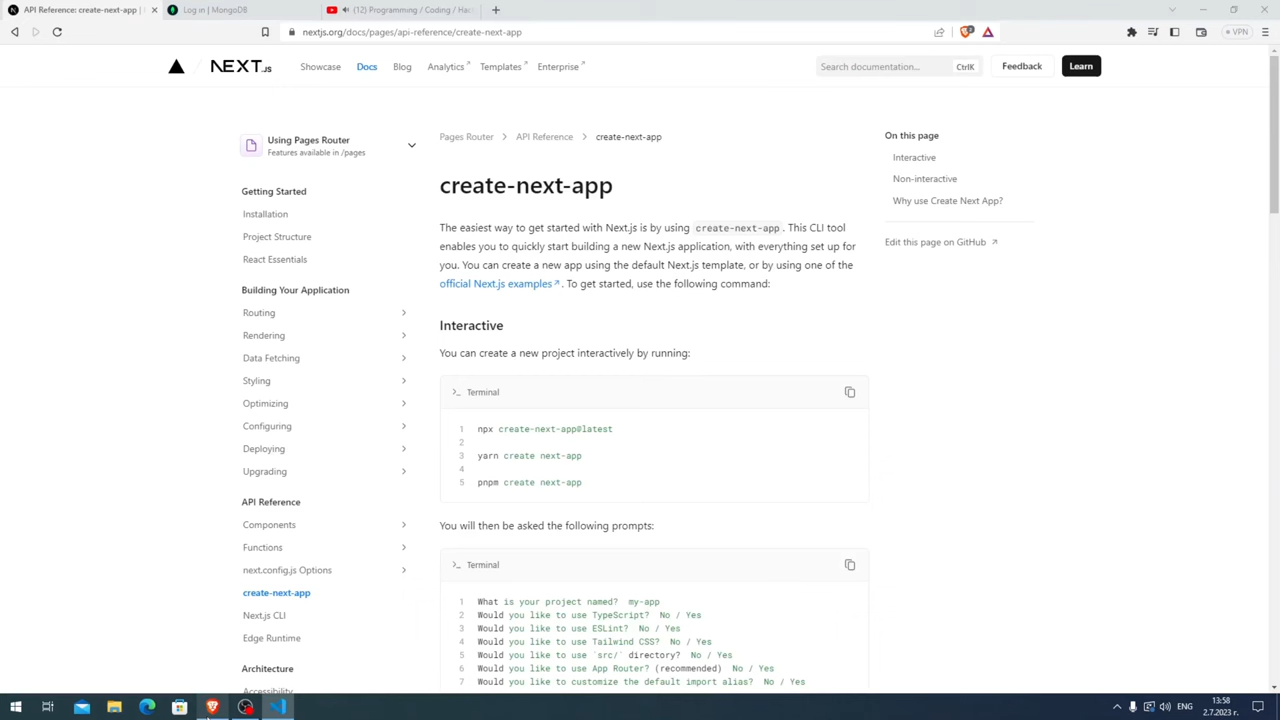 API Reference: create-next-app |
Log in | MongoDB
(12) Programming / Coding / Hac
nextjs.org/docs/pages/api-reference/create-next-app
VPN
NEXT.JS
Showcase
Docs
Blog
Analytics
Templates
Enterprise
Search documentation...
CtrlK
Feedback
Learn
Using Pages Router
Features available in /pages
Getting Started
Installation
Project Structure
React Essentials
Building Your Application
Routing
Rendering
Data Fetching
Styling
Optimizing
Configuring
Deploying
Upgrading
API Reference
Components
Functions
next.config.js Options
create-next-app
Next.js CLI
Edge Runtime
Architecture
Accessibility
Pages Router > API Reference > create-next-app
create-next-app
The easiest way to get started with Next.js is by using create-next-app. This CLI tool
enables you to quickly start building a new Next.js application, with everything set up for
you. You can create a new app using the default Next.js template, or by using one of the
official Next.js examples. To get started, use the following command:
Interactive
You can create a new project interactively by running:
>_ Terminal
1 npx create-next-app@latest
2
3 yarn create next-app
4
5 pnpm create next-app
You will then be asked the following prompts:
>_ Terminal
1 What is your project named? my-app
2 Would you like to use TypeScript? No / Yes
3 Would you like to use ESLint? No / Yes
4 Would you like to use Tailwind CSS? No / Yes
5 Would you like to use `src/` directory? No / Yes
6 Would you like to use App Router? (recommended) No / Yes
7 Would you like to customize the default import alias? No / Yes
On this page
Interactive
Non-interactive
Why use Create Next App?
Edit this page on GitHub
ENG
13:58
2.7.2023 г.